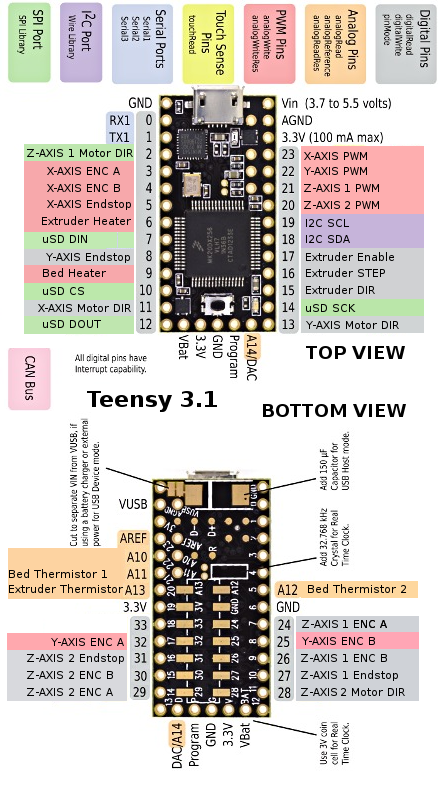 SPI Port
SPI Library
I²C Port
Wire Library
Serial Ports
Serial1
Serial2
Serial3
Touch Sense
Pins
touchRead
PWM Pins
analogWrite
analogWriteRes
Analog Pins
analogRead
analogReference
analogReadRes
Digital Pins
digitalRead
digitalWrite
pinMode
GND
Vin (3.7 to 5.5 volts)
RX1 0
AGND
TX1 1
3.3V (100 mA max)
Z-AXIS 1 Motor DIR 2
23 X-AXIS PWM
X-AXIS ENC A 3
22 Y-AXIS PWM
X-AXIS ENC B 4
21 Z-AXIS 1 PWM
X-AXIS Endstop 5
20 Z-AXIS 2 PWM
Extruder Heater 6
19 I2C SCL
uSD DIN 7
18 I2C SDA
Y-AXIS Endstop 8
17 Extruder Enable
Bed Heater 9
16 Extruder STEP
uSD CS 10
15 Extruder DIR
X-AXIS Motor DIR 11
14 uSD SCK
uSD DOUT 12
13 Y-AXIS Motor DIR
VBat
3.3V
GND
Program
A14/DAC
TOP VIEW
CAN Bus
All digital pins have
Interrupt capability.
Teensy 3.1
BOTTOM VIEW
Cut to separate VIN from VUSB, if
using a battery charger or external
power for USB Device mode.
Add 150 µF
Capacitor for
USB Host mode.
Add 32.768 kHz
Crystal for Real
Time Clock.
VUSB
AREF
A10
Bed Thermistor 1 A11
Extruder Thermistor A13
A12 Bed Thermistor 2
3.3V
GND
33
24 Z-AXIS 1 ENC A
Y-AXIS ENC A 32
25 Y-AXIS ENC B
Z-AXIS 2 Endstop 31
26 Z-AXIS 1 ENC B
Z-AXIS 2 ENC B 30
27 Z-AXIS 1 Endstop
Z-AXIS 2 ENC A 29
28 Z-AXIS 2 Motor DIR
DAC/A14
Program
GND
3.3V
VBat
Use 3V coin
cell for Real
Time Clock.